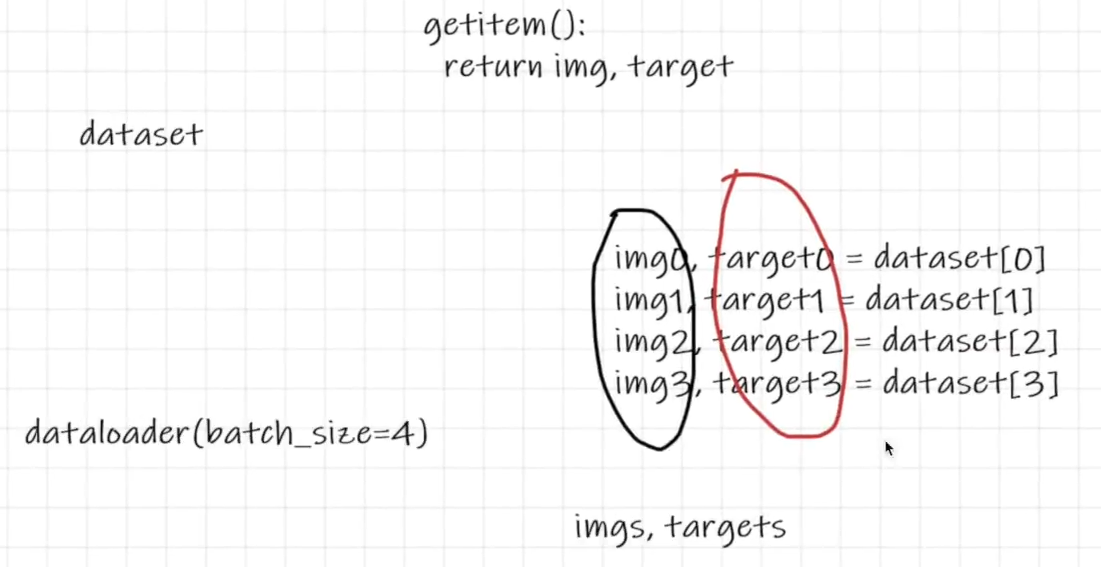 getitem():
return img, target
dataset
img0, target0 = dataset[0]
img1, target1 = dataset[1]
img2, target2 = dataset[2]
img3, target3 = dataset[3]
dataloader(batch_size=4)
imgs, targets